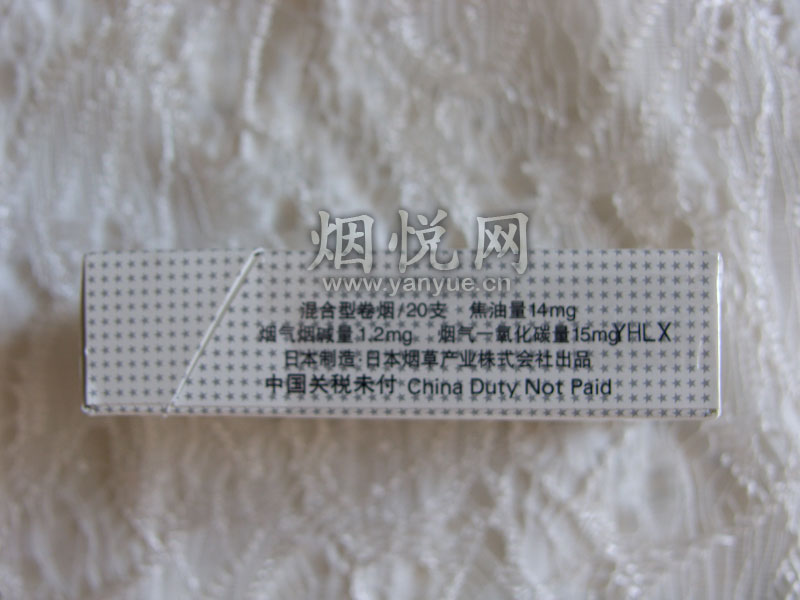 烟悦网
www.yanyue.cn
混合型卷烟/20支 焦油量14mg
烟气烟碱量1.2mg 烟气一氧化碳量15mg YHLX
日本制造:日本烟草产业株式会社出品
中国关税未付 China Duty Not Paid